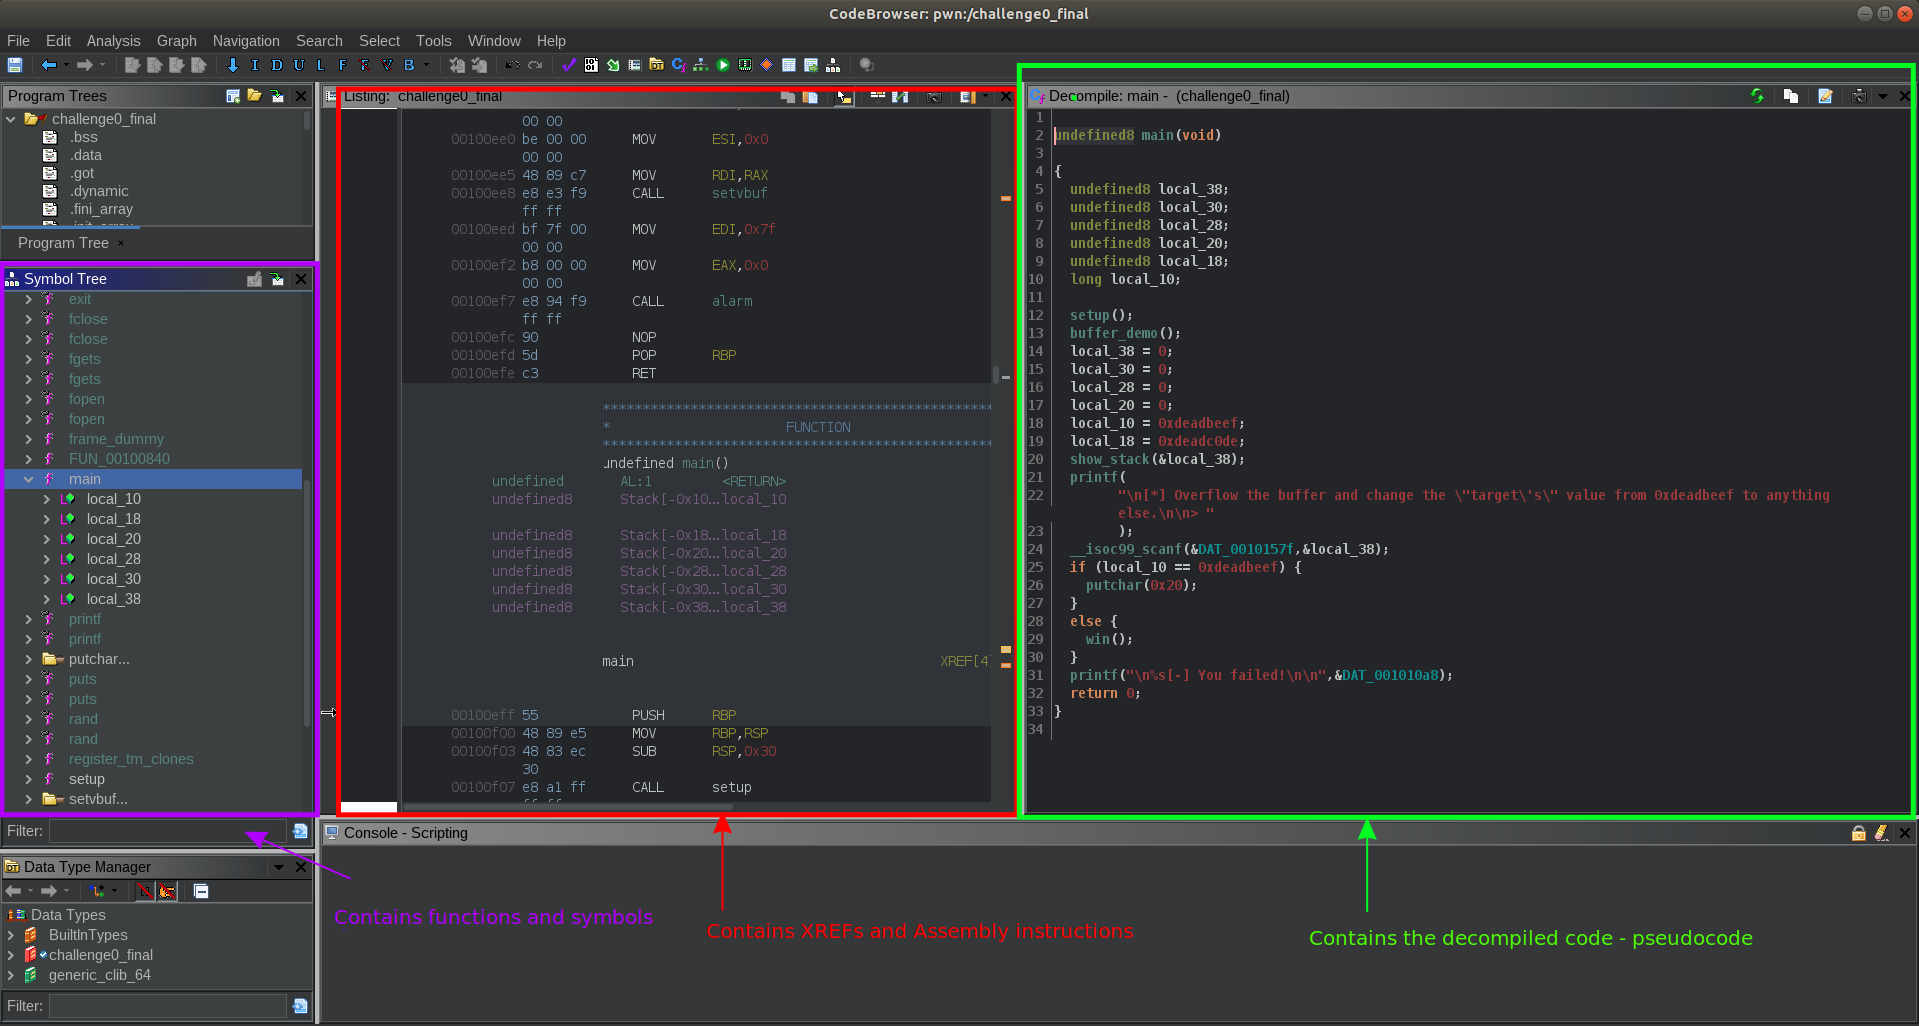 CodeBrowser: pwn:/challenge0_final
File Edit Analysis Graph Navigation Search Select Tools Window Help
I D U L F F V B
Program Trees
challenge0_final
.bss
.data
.got
.dynamic
.fini_array
Program Tree ×
Symbol Tree
exit
fclose
fclose
fgets
fgets
fopen
fopen
frame_dummy
FUN_00100840
main
local_10
local_18
local_20
local_28
local_30
local_38
printf
printf
putchar...
puts
puts
rand
rand
register_tm_clones
setup
setvbuf...
Filter:
Data Type Manager
Data Types
BuiltInTypes
challenge0_final
generic_clib_64
Filter:
Listing: challenge0_final
00 00
00100ee0 be 00 00 MOV ESI,0x0
00 00
00100ee5 48 89 c7 MOV RDI,RAX
00100ee8 e8 e3 f9 CALL setvbuf
ff ff
00100eed bf 7f 00 MOV EDI,0x7f
00 00
00100ef2 b8 00 00 MOV EAX,0x0
00 00
00100ef7 e8 94 f9 CALL alarm
ff ff
00100efc 90 NOP
00100efd 5d POP RBP
00100efe c3 RET
*************************************************
* FUNCTION
*************************************************
undefined main()
undefined AL:1 <RETURN>
undefined8 Stack[-0x10...local_10
undefined8 Stack[-0x18...local_18
undefined8 Stack[-0x20...local_20
undefined8 Stack[-0x28...local_28
undefined8 Stack[-0x30...local_30
undefined8 Stack[-0x38...local_38
main XREF[4]
00100eff 55 PUSH RBP
00100f00 48 89 e5 MOV RBP,RSP
00100f03 48 83 ec SUB RSP,0x30
30
00100f07 e8 a1 ff CALL setup
Decompile: main - (challenge0_final)
1
2 undefined8 main(void)
3
4 {
5 undefined8 local_38;
6 undefined8 local_30;
7 undefined8 local_28;
8 undefined8 local_20;
9 undefined8 local_18;
10 long local_10;
11
12 setup();
13 buffer_demo();
14 local_38 = 0;
15 local_30 = 0;
16 local_28 = 0;
17 local_20 = 0;
18 local_10 = 0xdeadbeef;
19 local_18 = 0xdeadc0de;
20 show_stack(&local_38);
21 printf(
22 "\n[*] Overflow the buffer and change the \"target\'s\" value from 0xdeadbeef to anything
else.\n\n> "
23 );
24 __isoc99_scanf(&DAT_0010157f,&local_38);
25 if (local_10 == 0xdeadbeef) {
26 putchar(0x20);
27 }
28 else {
29 win();
30 }
31 printf("\n%s[-] You failed!\n\n",&DAT_001010a8);
32 return 0;
33 }
34
Console - Scripting
Contains functions and symbols
Contains XREFs and Assembly instructions
Contains the decompiled code - pseudocode